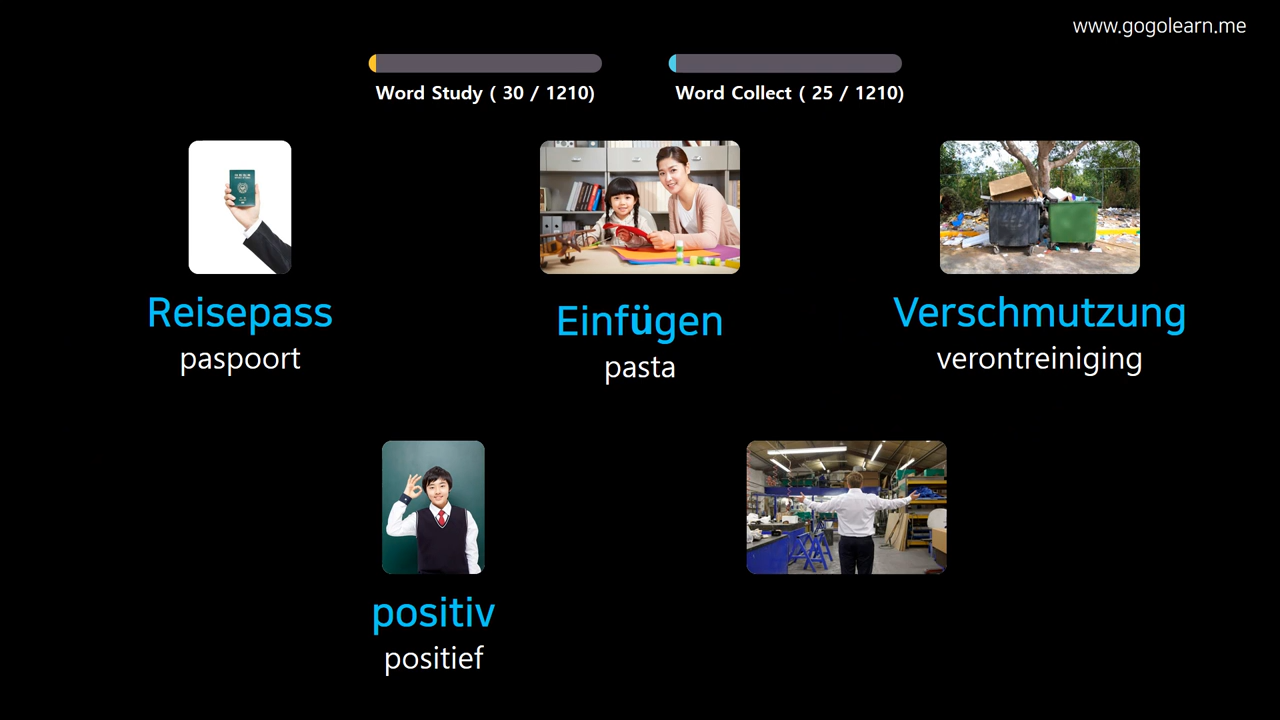 www.gogolearn.me
Word Study ( 30 / 1210)
Word Collect ( 25 / 1210)
Reisepass
paspoort
Einfügen
pasta
Verschmutzung
verontreiniging
positiv
positief